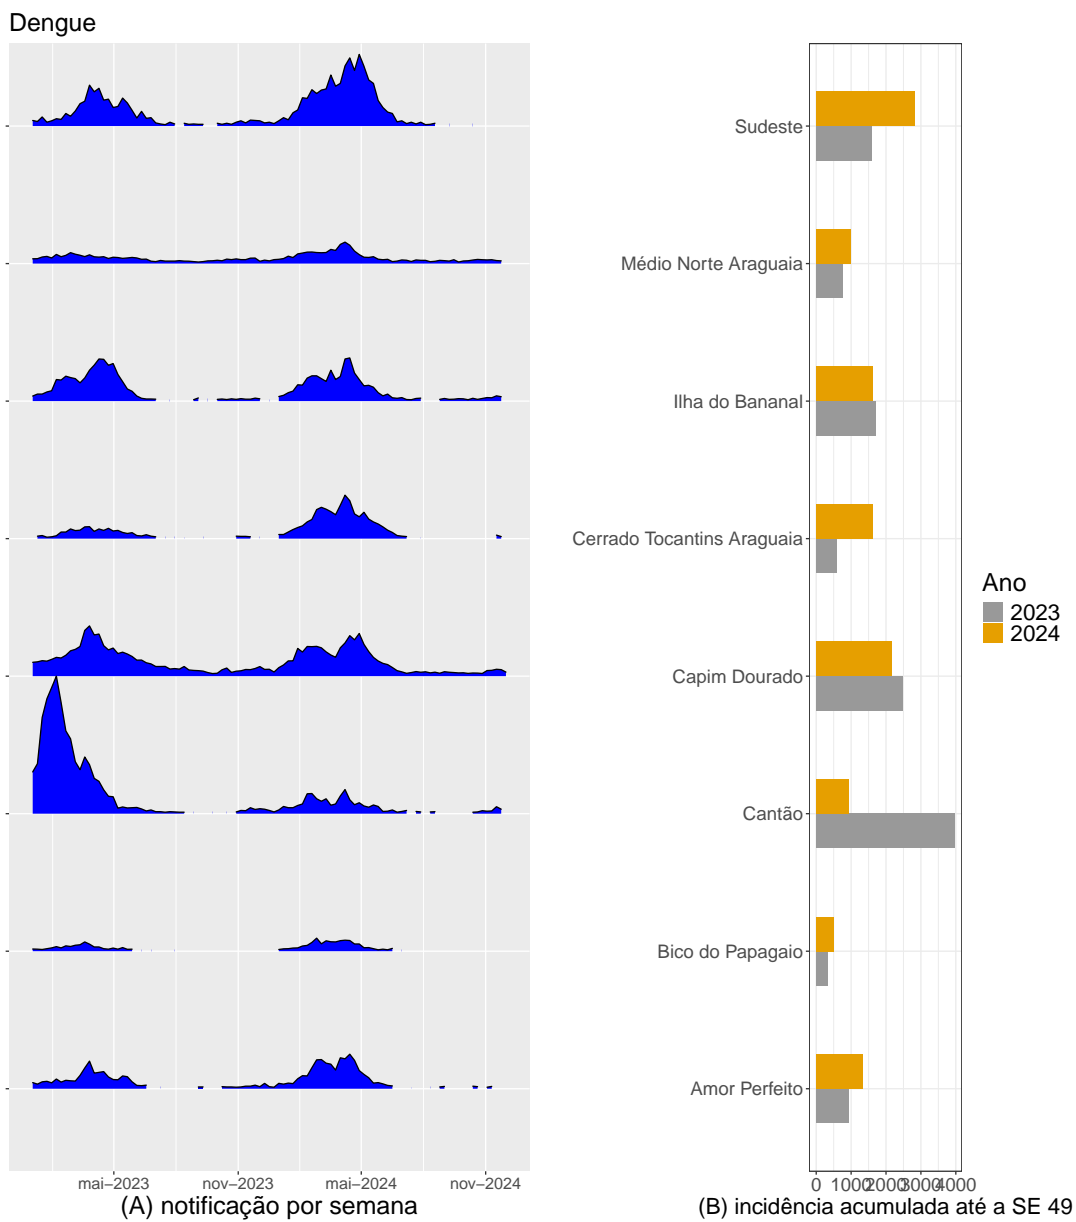 Dengue
Sudeste
Médio Norte Araguaia
Ilha do Bananal
Cerrado Tocantins Araguaia
Capim Dourado
Cantão
Bico do Papagaio
Amor Perfeito
Ano
2023
2024
mai–2023 nov–2023 mai–2024 nov–2024
0 1000 2000 3000 4000
(A) notificação por semana
(B) incidência acumulada até a SE 49